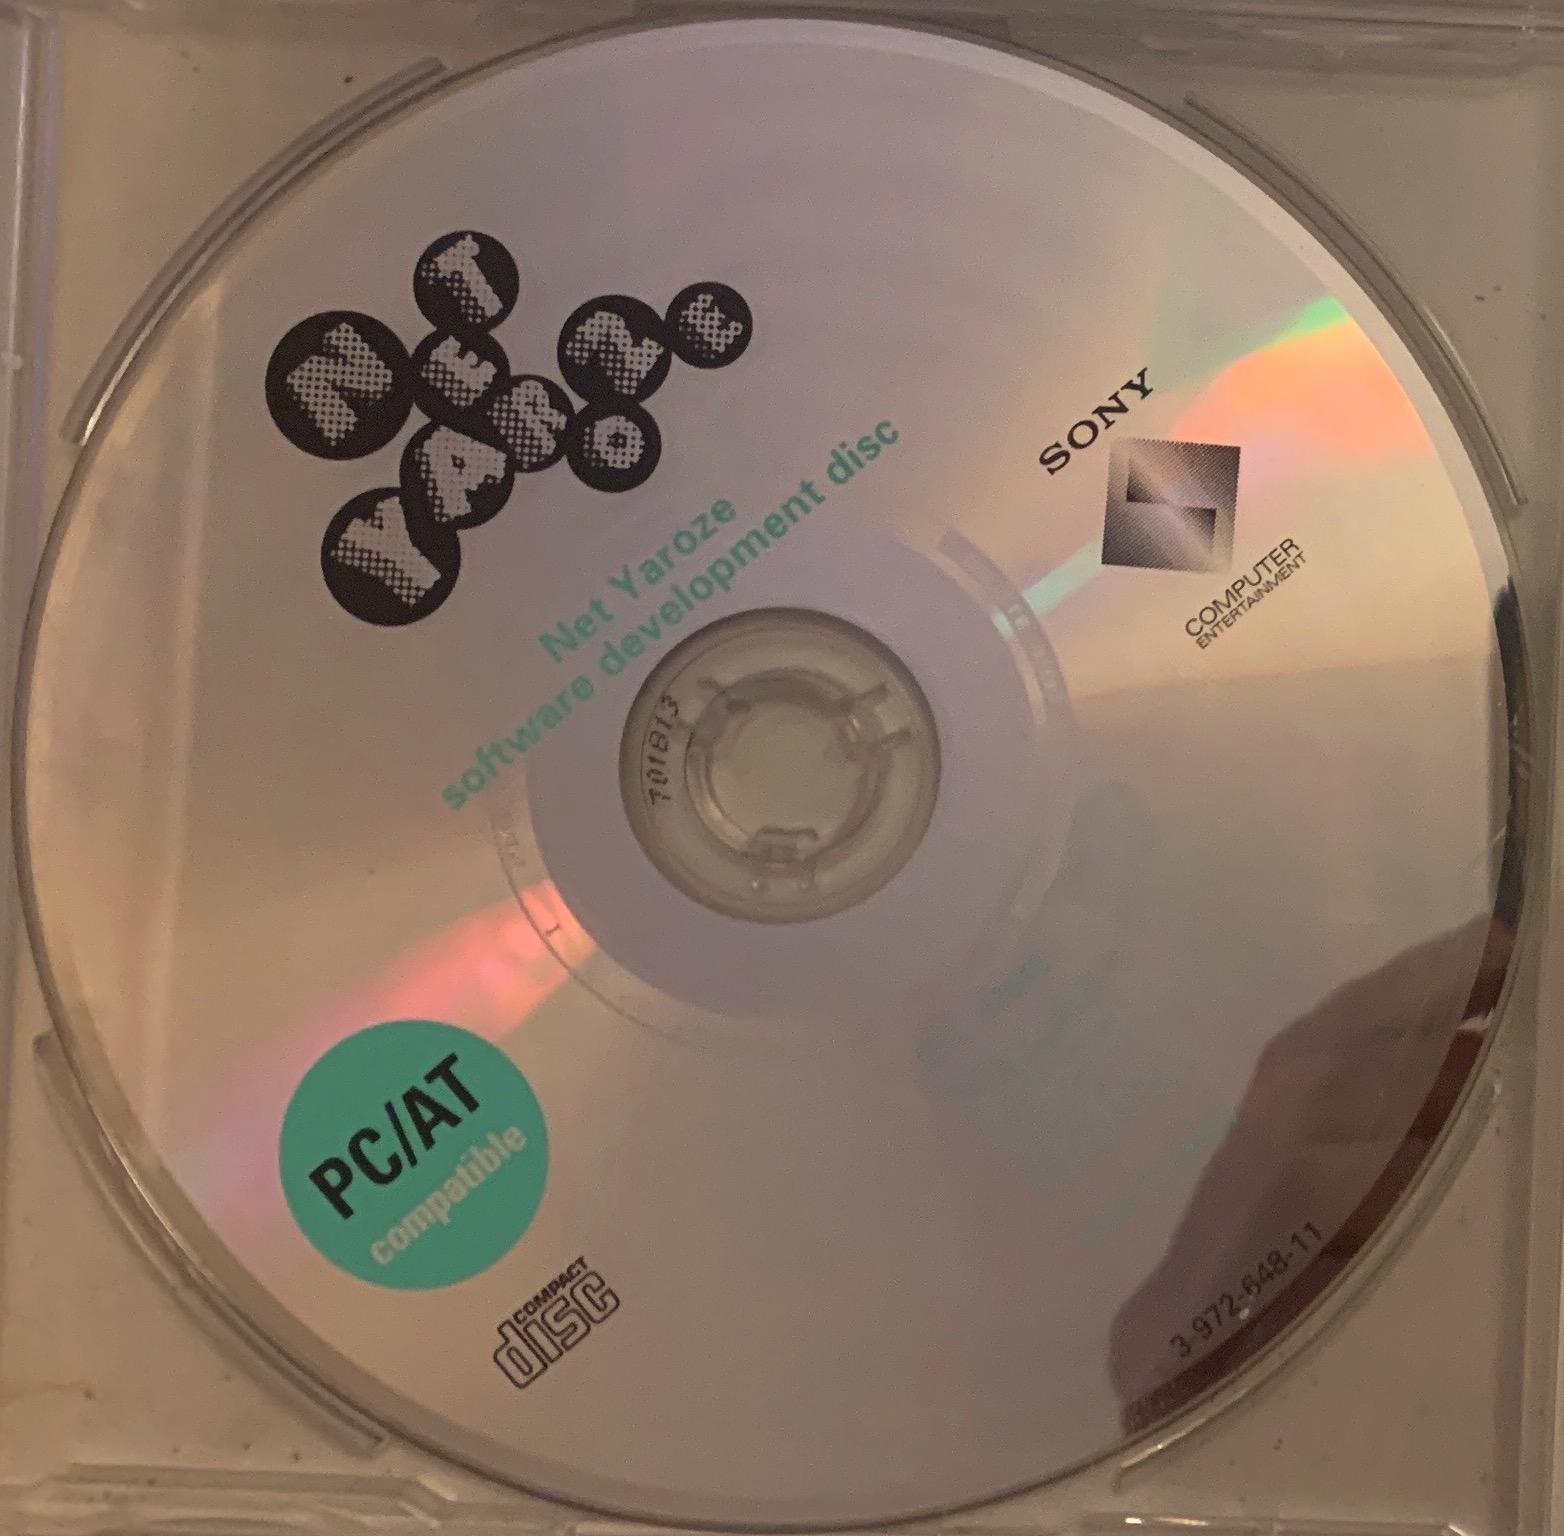 NET
YAROZE
Net Yaroze
software development disc
SONY
COMPUTER
ENTERTAINMENT
701B13
PC/AT
compatible
COMPACT
disc
3-972-648-11